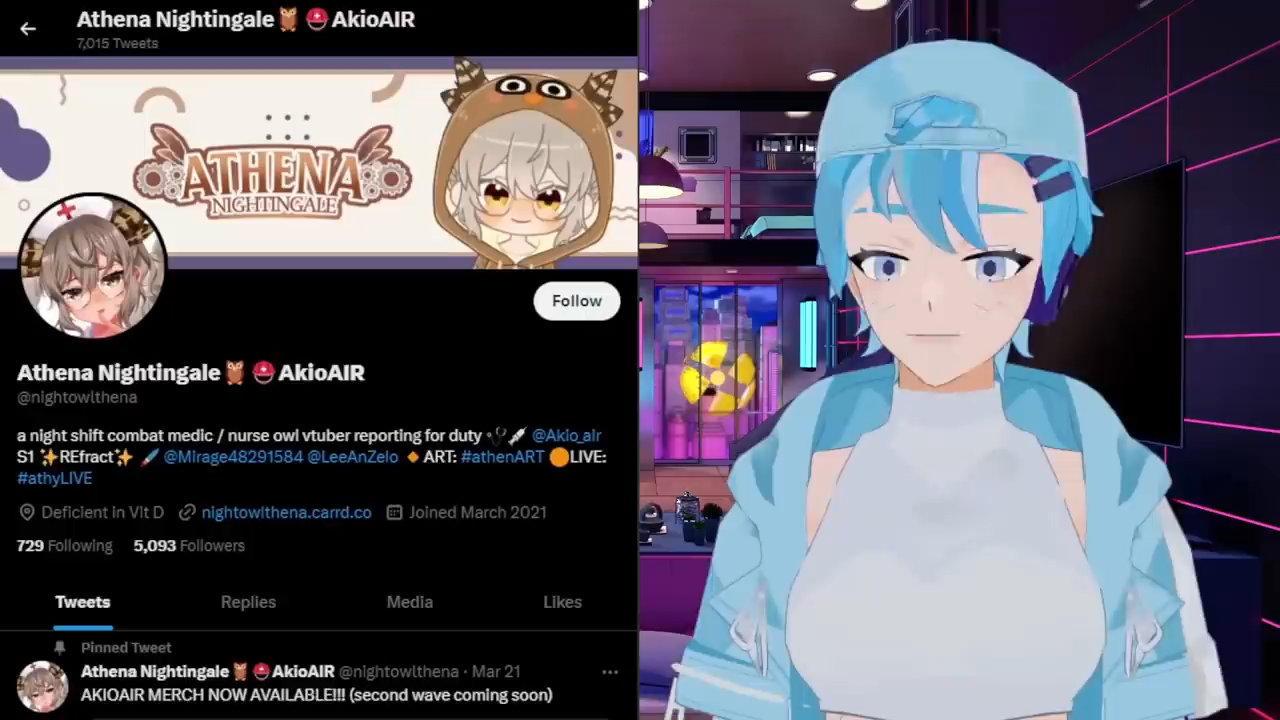 Athena Nightingale🦉⛑️AkioAIR
7,015 Tweets
ATHENA
NIGHTINGALE
Follow
Athena Nightingale🦉⛑️AkioAIR
@nightowlthena
a night shift combat medic / nurse owl vtuber reporting for duty 🩺💉 @Akio_air
S1 ✨REfract✨ 🖌️ @Mirage48291584 @LeeAnZelo 🔸ART: #athenART 🟠LIVE:
#athyLIVE
Deficient in Vit D nightowlthena.carrd.co Joined March 2021
729 Following 5,093 Followers
Tweets Replies Media Likes
Pinned Tweet
Athena Nightingale🦉⛑️AkioAIR @nightowlthena · Mar 21
AKIOAIR MERCH NOW AVAILABLE!!! (second wave coming soon)